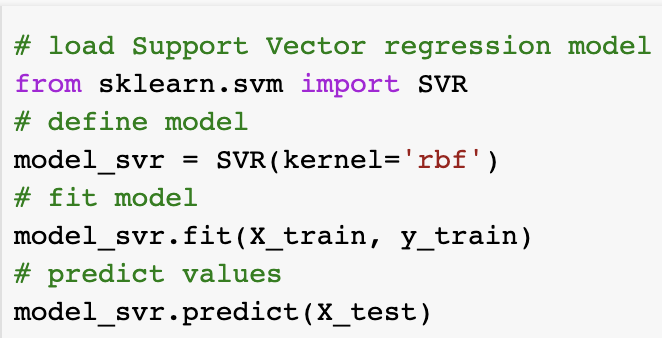 # load Support Vector regression model
from sklearn.svm import SVR
# define model
model_svr = SVR(kernel='rbf')
# fit model
model_svr.fit(X_train, y_train)
# predict values
model_svr.predict(X_test)